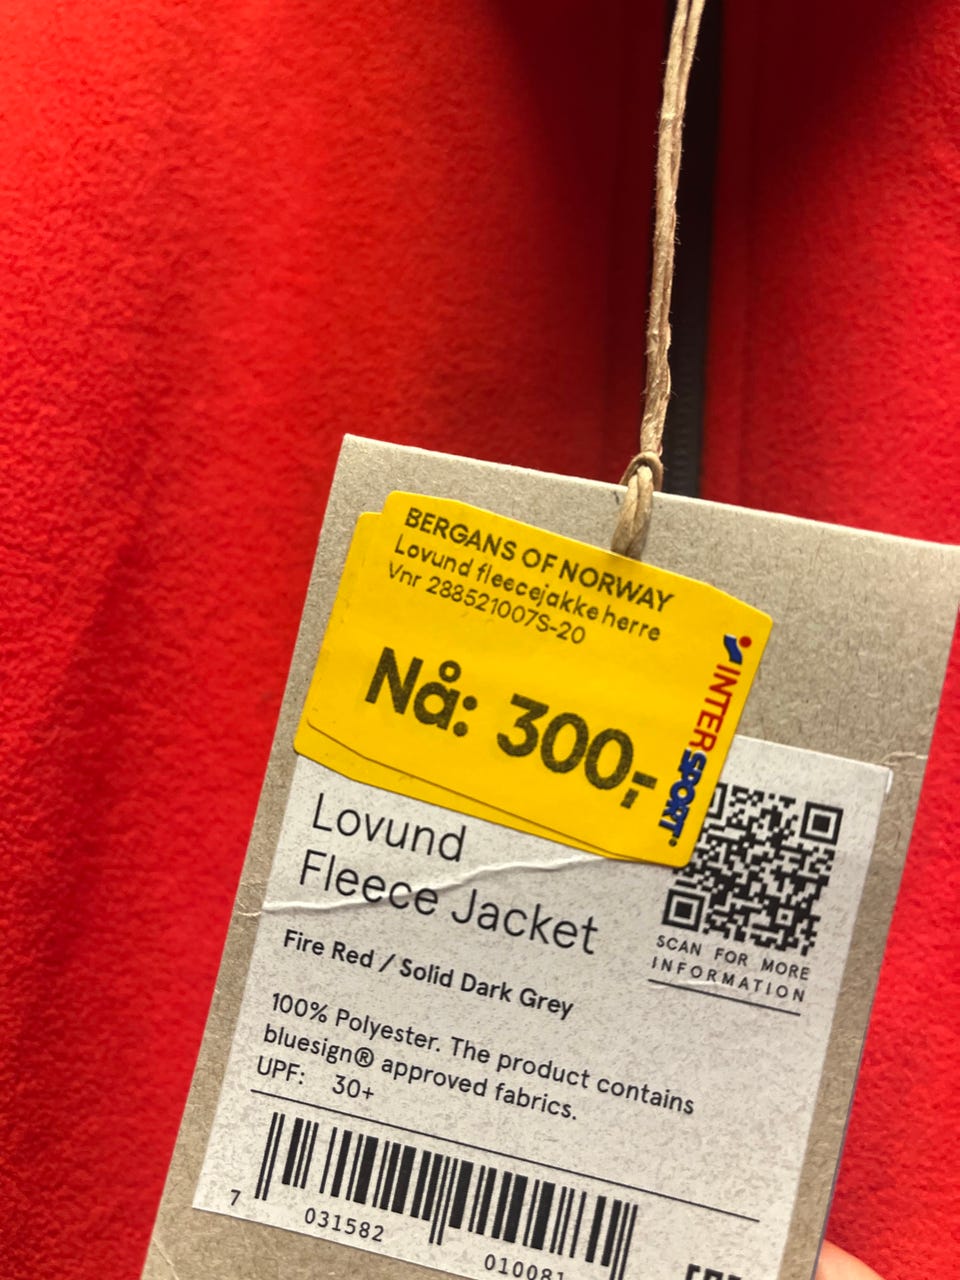 BERGANS OF NORWAY
Lovund fleecejakke herre
Vnr 288521007S-20
Nå: 300,-
INTERSPORT
Lovund
Fleece Jacket
SCAN FOR MORE
INFORMATION
Fire Red / Solid Dark Grey
100% Polyester. The product contains
bluesign® approved fabrics.
UPF: 30+
7 031582 010081